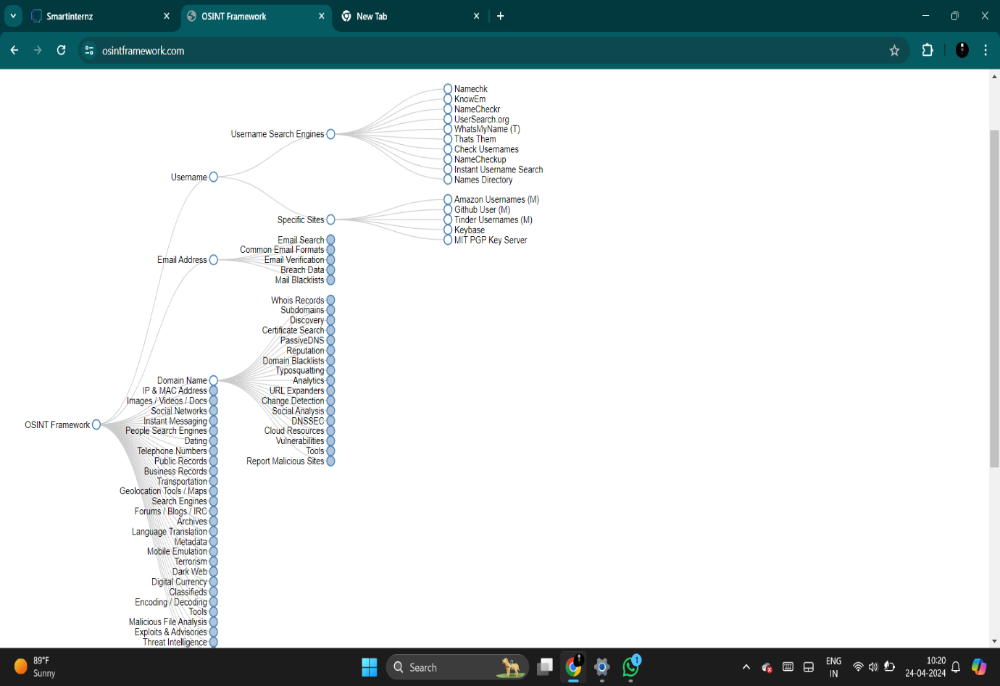 Smartinternz
OSINT Framework
New Tab
osintframework.com
Namechk
KnowEm
NameCheckr
UserSearch.org
WhatsMyName (T)
Thats Them
Check Usernames
NameCheckup
Instant Username Search
Names Directory
Username Search Engines
Username
Amazon Usernames (M)
Github User (M)
Tinder Usernames (M)
Keybase
MIT PGP Key Server
Specific Sites
Email Search
Common Email Formats
Email Verification
Breach Data
Mail Blacklists
Email Address
Whois Records
Subdomains
Discovery
Certificate Search
PassiveDNS
Reputation
Domain Blacklists
Typosquatting
Analytics
URL Expanders
Change Detection
Social Analysis
DNSSEC
Cloud Resources
Vulnerabilities
Tools
Report Malicious Sites
OSINT Framework
Domain Name
IP & MAC Address
Images / Videos / Docs
Social Networks
Instant Messaging
People Search Engines
Dating
Telephone Numbers
Public Records
Business Records
Transportation
Geolocation Tools / Maps
Search Engines
Forums / Blogs / IRC
Archives
Language Translation
Metadata
Mobile Emulation
Terrorism
Dark Web
Digital Currency
Classifieds
Encoding / Decoding
Tools
Malicious File Analysis
Exploits & Advisories
Threat Intelligence
89°F
Sunny
Search
1
ENG
IN
10:20
24-04-2024